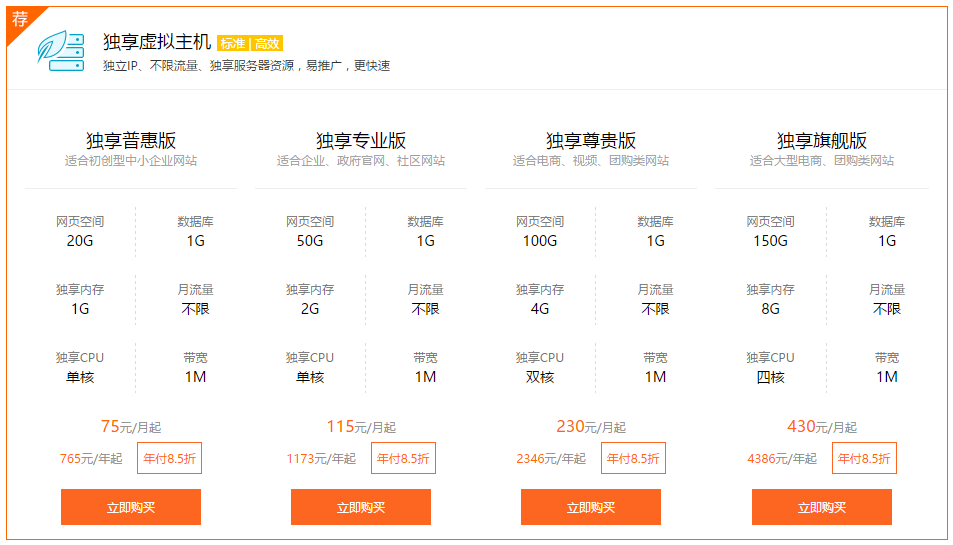 荐
独享虚拟主机 标准 | 高效
独立IP、不限流量、独享服务器资源，易推广，更快速
独享普惠版
适合初创型中小企业网站
网页空间 数据库
20G 1G
独享内存 月流量
1G 不限
独享CPU 带宽
单核 1M
75元/月起
765元/年起 年付8.5折
立即购买
独享专业版
适合企业、政府官网、社区网站
网页空间 数据库
50G 1G
独享内存 月流量
2G 不限
独享CPU 带宽
单核 1M
115元/月起
1173元/年起 年付8.5折
立即购买
独享尊贵版
适合电商、视频、团购类网站
网页空间 数据库
100G 1G
独享内存 月流量
4G 不限
独享CPU 带宽
双核 1M
230元/月起
2346元/年起 年付8.5折
立即购买
独享旗舰版
适合大型电商、团购类网站
网页空间 数据库
150G 1G
独享内存 月流量
8G 不限
独享CPU 带宽
四核 1M
430元/月起
4386元/年起 年付8.5折
立即购买